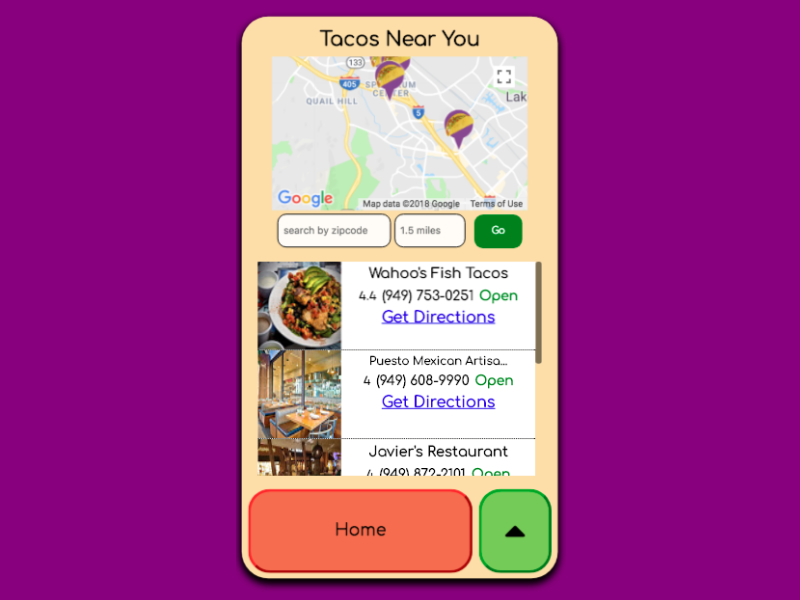 Tacos Near You
133
405
SP
QUAIL HILL
CENTER
5
Lak
Google
Map data ©2018 Google Terms of Use
search by zipcode
1.5 miles
Go
Wahoo's Fish Tacos
4.4 (949) 753-0251 Open
Get Directions
Puesto Mexican Artisa...
4 (949) 608-9990 Open
Get Directions
Javier's Restaurant
4 (949) 872-2101 Open
Home